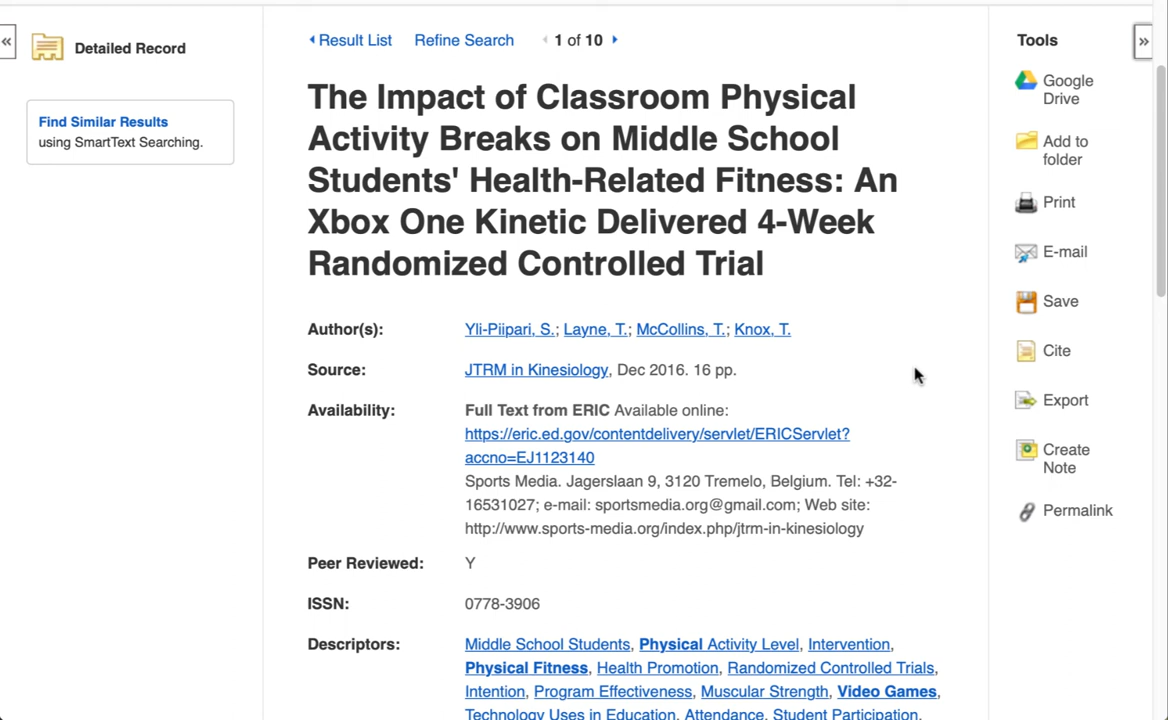 «
Detailed Record
Find Similar Results
using SmartText Searching.
Result List Refine Search 1 of 10
The Impact of Classroom Physical
Activity Breaks on Middle School
Students' Health-Related Fitness: An
Xbox One Kinetic Delivered 4-Week
Randomized Controlled Trial
Author(s): Yli-Piipari, S.; Layne, T.; McCollins, T.; Knox, T.
Source: JTRM in Kinesiology, Dec 2016. 16 pp.
Availability: Full Text from ERIC Available online:
https://eric.ed.gov/contentdelivery/servlet/ERICServlet?
accno=EJ1123140
Sports Media. Jagerslaan 9, 3120 Tremelo, Belgium. Tel: +32-
16531027; e-mail: sportsmedia.org@gmail.com; Web site:
http://www.sports-media.org/index.php/jtrm-in-kinesiology
Peer Reviewed: Y
ISSN: 0778-3906
Descriptors: Middle School Students, Physical Activity Level, Intervention,
Physical Fitness, Health Promotion, Randomized Controlled Trials,
Intention, Program Effectiveness, Muscular Strength, Video Games,
Technology Uses in Education, Attendance, Student Participation,
Tools
»
Google
Drive
Add to
folder
Print
E-mail
Save
Cite
Export
Create
Note
Permalink